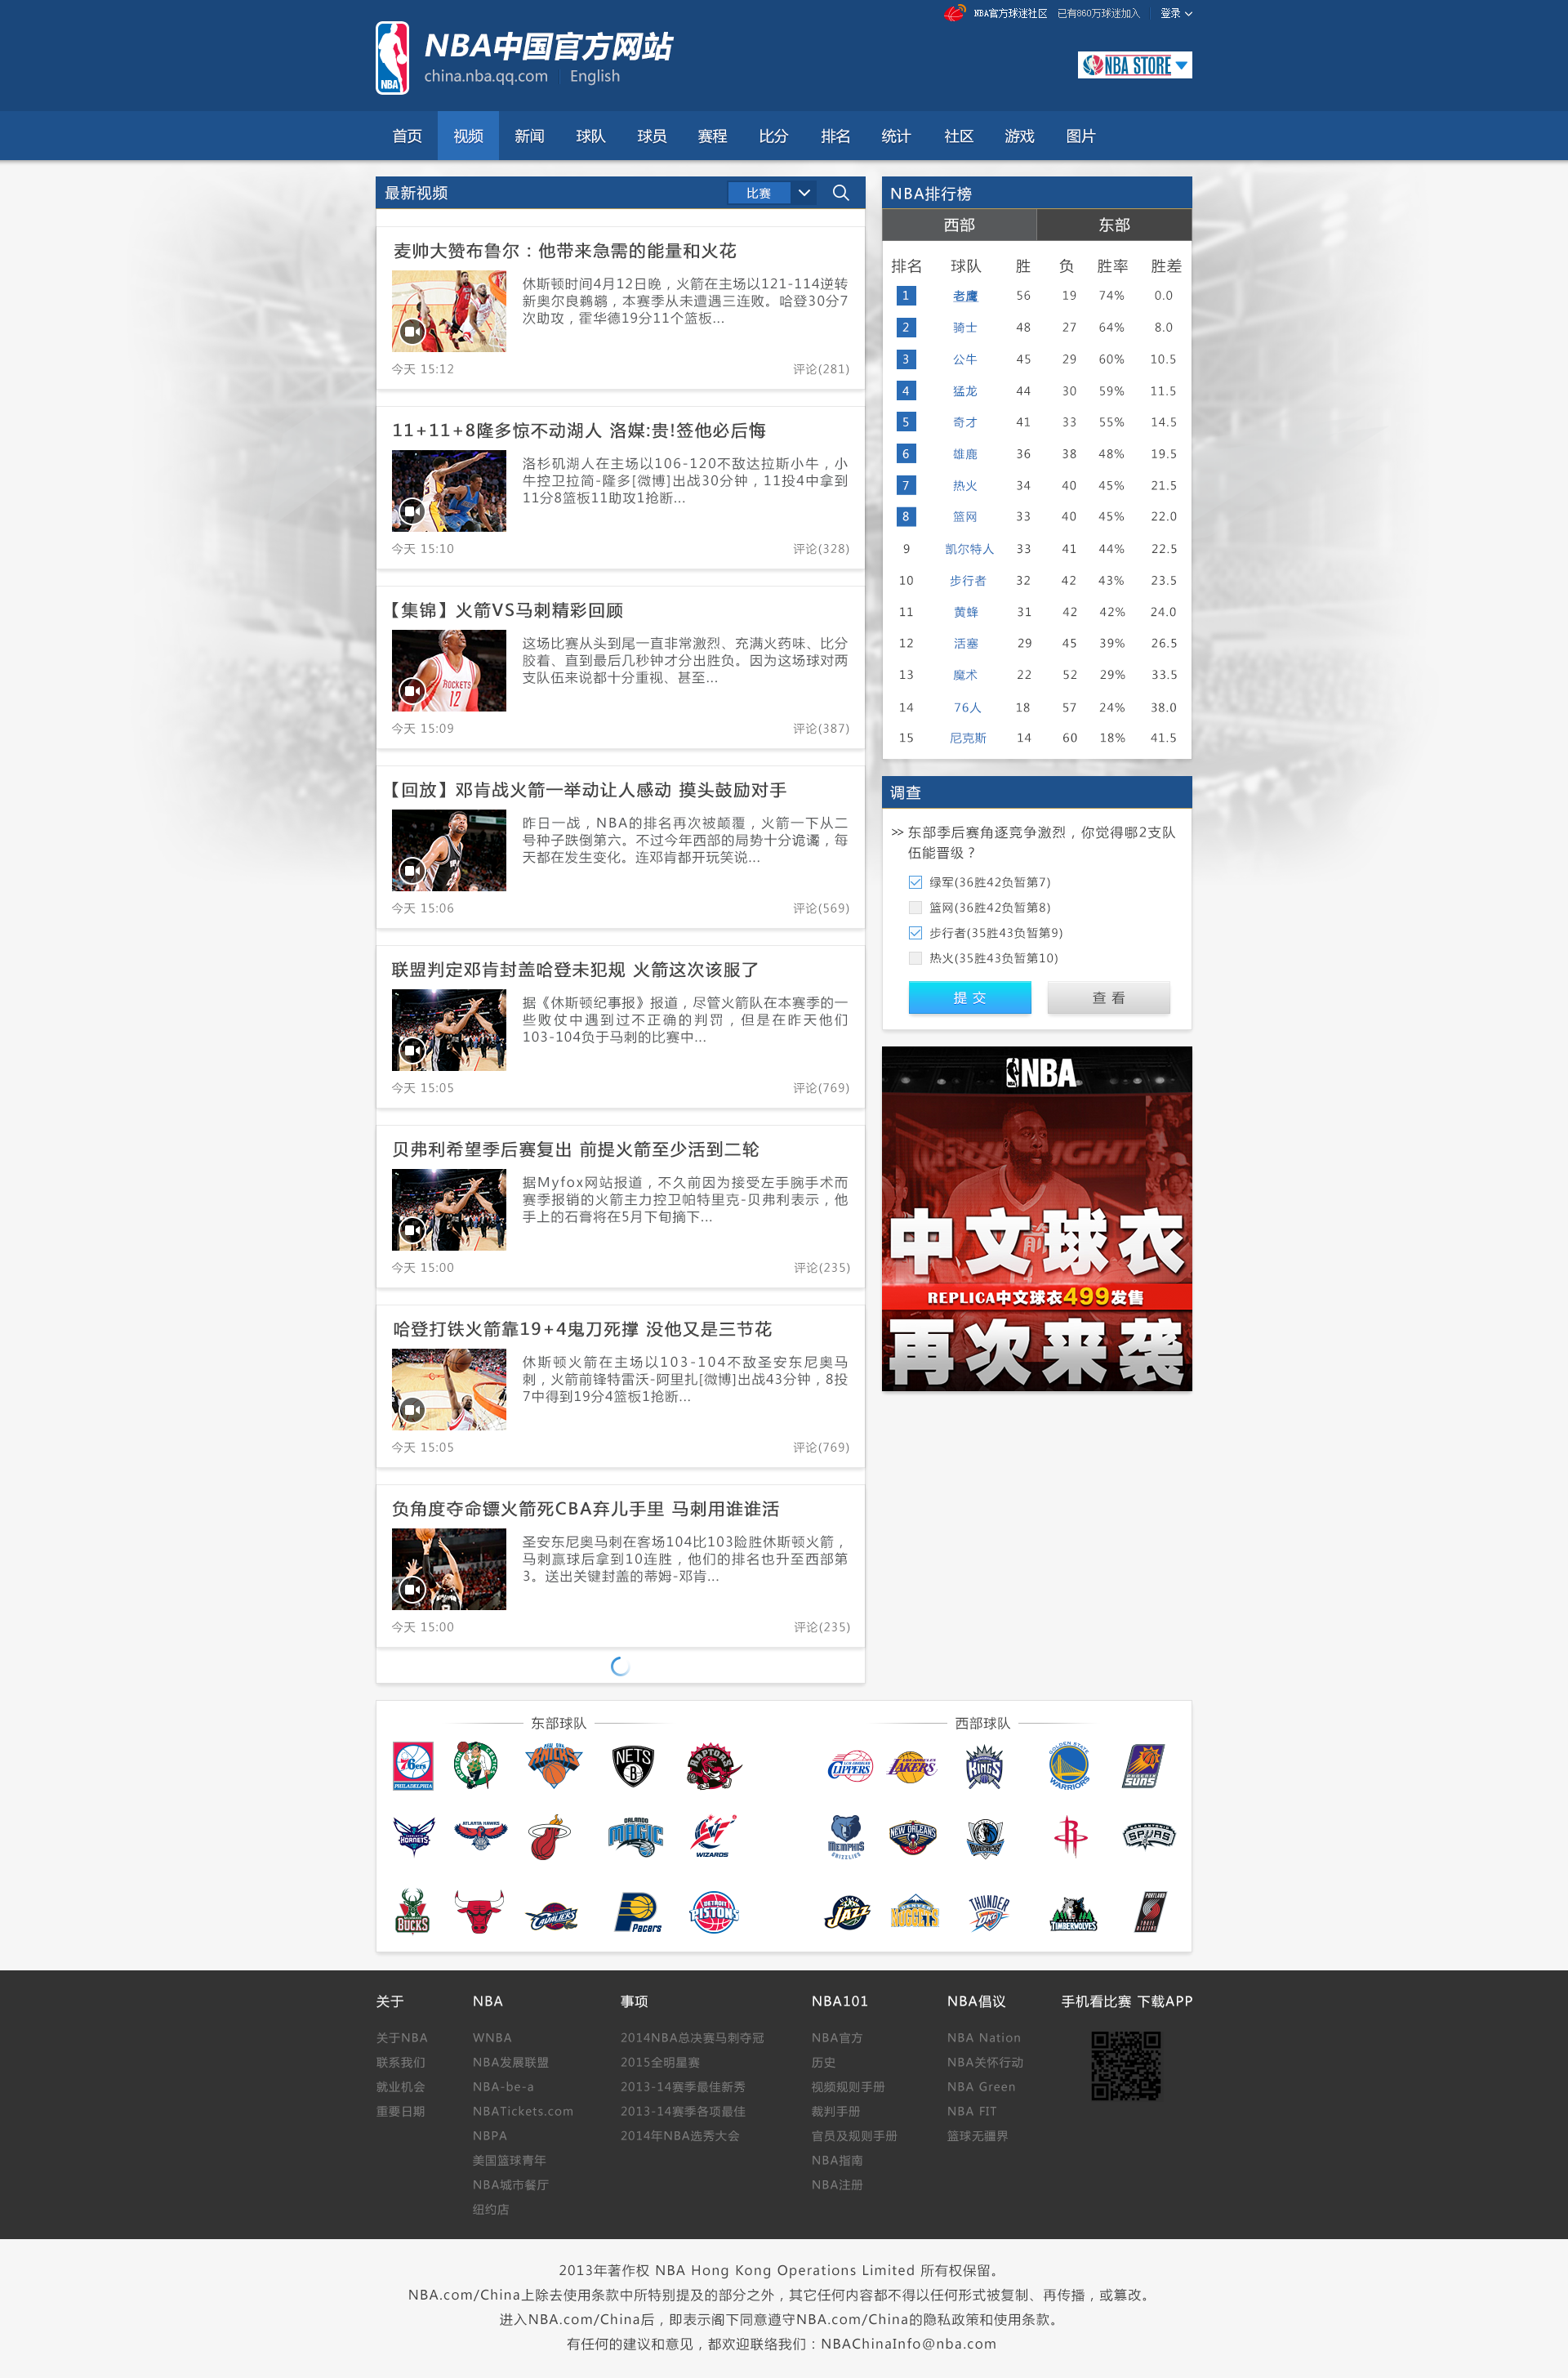 NBA官方球迷社区 已有860万球迷加入 登录
NBA中国官方网站
china.nba.qq.com English
NBA
NBA STORE
首页 视频 新闻 球队 球员 赛程 比分 排名 统计 社区 游戏 图片
最新视频 比赛
麦帅大赞布鲁尔：他带来急需的能量和火花
休斯顿时间4月12日晚，火箭在主场以121-114逆转
新奥尔良鹈鹕，本赛季从未遭遇三连败。哈登30分7
次助攻，霍华德19分11个篮板...
今天 15:12 评论(281)
11+11+8隆多惊不动湖人 洛媒:贵!签他必后悔
洛杉矶湖人在主场以106-120不敌达拉斯小牛，小
牛控卫拉简-隆多[微博]出战30分钟，11投4中拿到
11分8篮板11助攻1抢断...
今天 15:10 评论(328)
【集锦】火箭VS马刺精彩回顾
这场比赛从头到尾一直非常激烈、充满火药味、比分
胶着、直到最后几秒钟才分出胜负。因为这场球对两
支队伍来说都十分重视、甚至...
ROCKETS
12
今天 15:09 评论(387)
【回放】邓肯战火箭一举动让人感动 摸头鼓励对手
昨日一战，NBA的排名再次被颠覆，火箭一下从二
号种子跌倒第六。不过今年西部的局势十分诡谲，每
天都在发生变化。连邓肯都开玩笑说...
今天 15:06 评论(569)
联盟判定邓肯封盖哈登未犯规 火箭这次该服了
据《休斯顿纪事报》报道，尽管火箭队在本赛季的一
些败仗中遇到过不正确的判罚，但是在昨天他们
103-104负于马刺的比赛中...
今天 15:05 评论(769)
贝弗利希望季后赛复出 前提火箭至少活到二轮
据Myfox网站报道，不久前因为接受左手腕手术而
赛季报销的火箭主力控卫帕特里克-贝弗利表示，他
手上的石膏将在5月下旬摘下...
今天 15:00 评论(235)
哈登打铁火箭靠19+4鬼刀死撑 没他又是三节花
休斯顿火箭在主场以103-104不敌圣安东尼奥马
刺，火箭前锋特雷沃-阿里扎[微博]出战43分钟，8投
7中得到19分4篮板1抢断...
今天 15:05 评论(769)
负角度夺命镖火箭死CBA弃儿手里 马刺用谁谁活
圣安东尼奥马刺在客场104比103险胜休斯顿火箭，
马刺赢球后拿到10连胜，他们的排名也升至西部第
3。送出关键封盖的蒂姆-邓肯...
今天 15:00 评论(235)
NBA排行榜
西部 东部
排名 球队 胜 负 胜率 胜差
1 老鹰 56 19 74% 0.0
2 骑士 48 27 64% 8.0
3 公牛 45 29 60% 10.5
4 猛龙 44 30 59% 11.5
5 奇才 41 33 55% 14.5
6 雄鹿 36 38 48% 19.5
7 热火 34 40 45% 21.5
8 篮网 33 40 45% 22.0
9 凯尔特人 33 41 44% 22.5
10 步行者 32 42 43% 23.5
11 黄蜂 31 42 42% 24.0
12 活塞 29 45 39% 26.5
13 魔术 22 52 29% 33.5
14 76人 18 57 24% 38.0
15 尼克斯 14 60 18% 41.5
调查
>> 东部季后赛角逐竞争激烈，你觉得哪2支队
伍能晋级？
绿军(36胜42负暂第7)
篮网(36胜42负暂第8)
步行者(35胜43负暂第9)
热火(35胜43负暂第10)
提 交 查 看
NBA
中文球衣
REPLICA中文球衣499发售
再次来袭
东部球队 西部球队
76ers PHILADELPHIA BOSTON CELTICS NEW YORK KNICKS NETS B RAPTORS LOS ANGELES CLIPPERS LOS ANGELES LAKERS KINGS GOLDEN STATE WARRIORS PHOENIX SUNS
HORNETS ATLANTA HAWKS ORLANDO MAGIC WIZARDS MEMPHIS GRIZZLIES NEW ORLEANS MAVERICKS R SPURS
BUCKS CAVALIERS Pacers DETROIT PISTONS JAZZ NUGGETS THUNDER OKC TIMBERWOLVES PORTLAND TRAIL BLAZERS
关于 NBA 事项 NBA101 NBA倡议 手机看比赛 下载APP
关于NBA WNBA 2014NBA总决赛马刺夺冠 NBA官方 NBA Nation
联系我们 NBA发展联盟 2015全明星赛 历史 NBA关怀行动
就业机会 NBA-be-a 2013-14赛季最佳新秀 视频规则手册 NBA Green
重要日期 NBATickets.com 2013-14赛季各项最佳 裁判手册 NBA FIT
NBPA 2014年NBA选秀大会 官员及规则手册 篮球无疆界
美国篮球青年 NBA指南
NBA城市餐厅 NBA注册
纽约店
2013年著作权 NBA Hong Kong Operations Limited 所有权保留。
NBA.com/China上除去使用条款中所特别提及的部分之外，其它任何内容都不得以任何形式被复制、再传播，或篡改。
进入NBA.com/China后，即表示阁下同意遵守NBA.com/China的隐私政策和使用条款。
有任何的建议和意见，都欢迎联络我们：NBAChinaInfo@nba.com